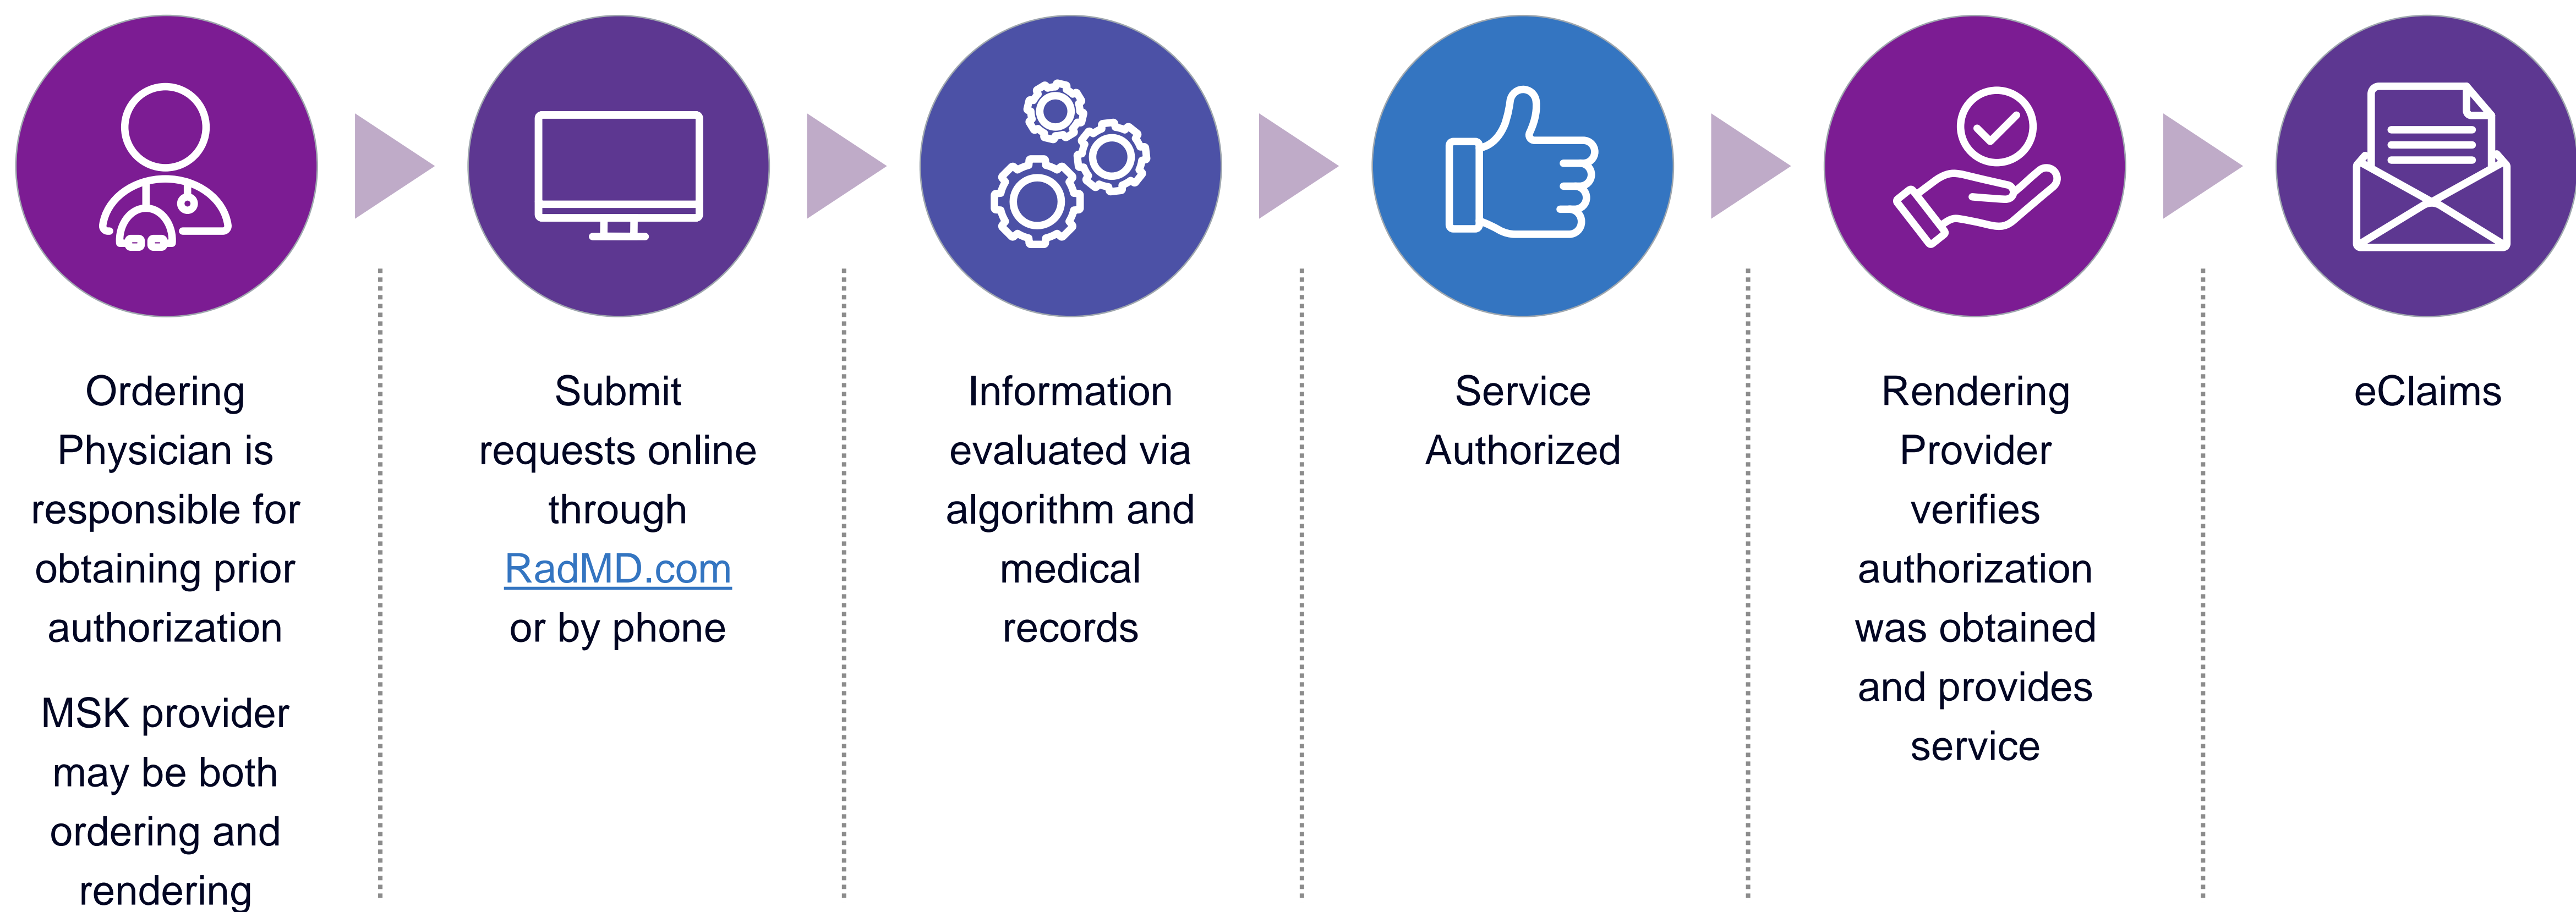 Ordering
Physician is
responsible for
obtaining prior
authorization
MSK provider
may be both
ordering and
rendering
Submit
requests online
through
RadMD.com
or by phone
Information
evaluated via
algorithm and
medical
records
Service
Authorized
Rendering
Provider
verifies
authorization
was obtained
and provides
service
eClaims